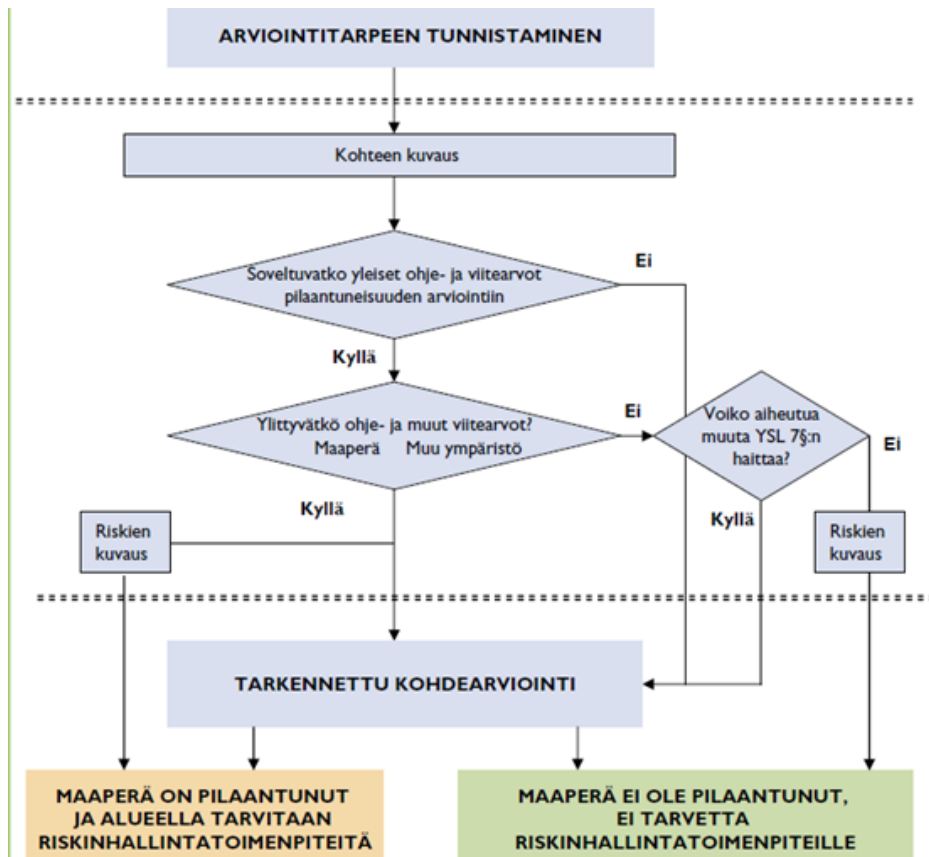 ARVIOINTITARPEEN TUNNISTAMINEN
Kohteen kuvaus
Soveltuvatko yleiset ohje- ja viitearvot
pilaantuneisuuden arviointiin
Ei
Kyllä
Ylittyvätkö ohje- ja muut viitearvot?
Maaperä Muu ympäristö
Ei
Voiko aiheutua
muuta YSL 7§:n
haittaa?
Ei
Kyllä
Kyllä
Riskien
kuvaus
Riskien
kuvaus
TARKENNETTU KOHDEARVIOINTI
MAAPERÄ ON PILAANTUNUT
JA ALUEELLA TARVITAAN
RISKINHALLINTATOIMENPITEITÄ
MAAPERÄ EI OLE PILAANTUNUT,
EI TARVETTA
RISKINHALLINTATOIMENPITEILLE